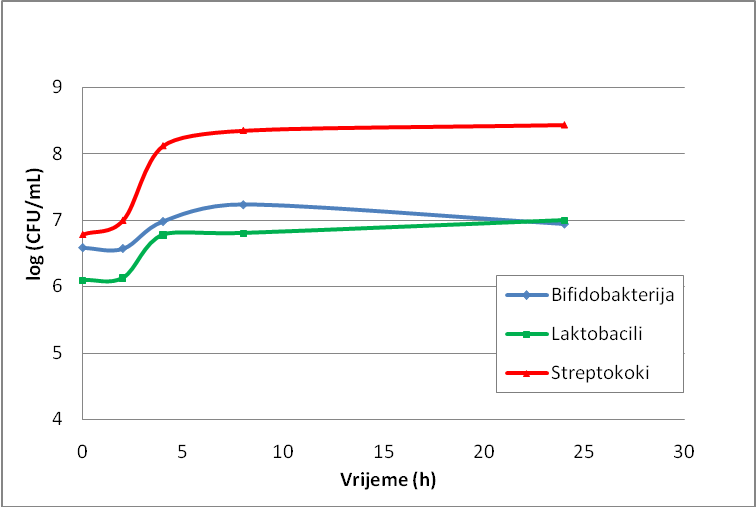 log (CFU/mL)
9
8
7
6
5
4
0 5 10 15 20 25 30
Vrijeme (h)
Bifidobakterija
Laktobacili
Streptokoki